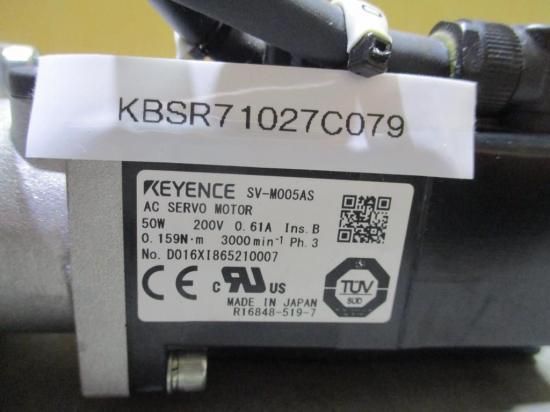 KBSR71027C079
KEYENCE SV-M005AS
AC SERVO MOTOR
50W 200V 0.61A Ins.B
0.159N·m 3000min⁻¹ Ph.3
No. D016XI865210007
CE c RU US
TÜV
SÜD
MADE IN JAPAN
R16848-519-7